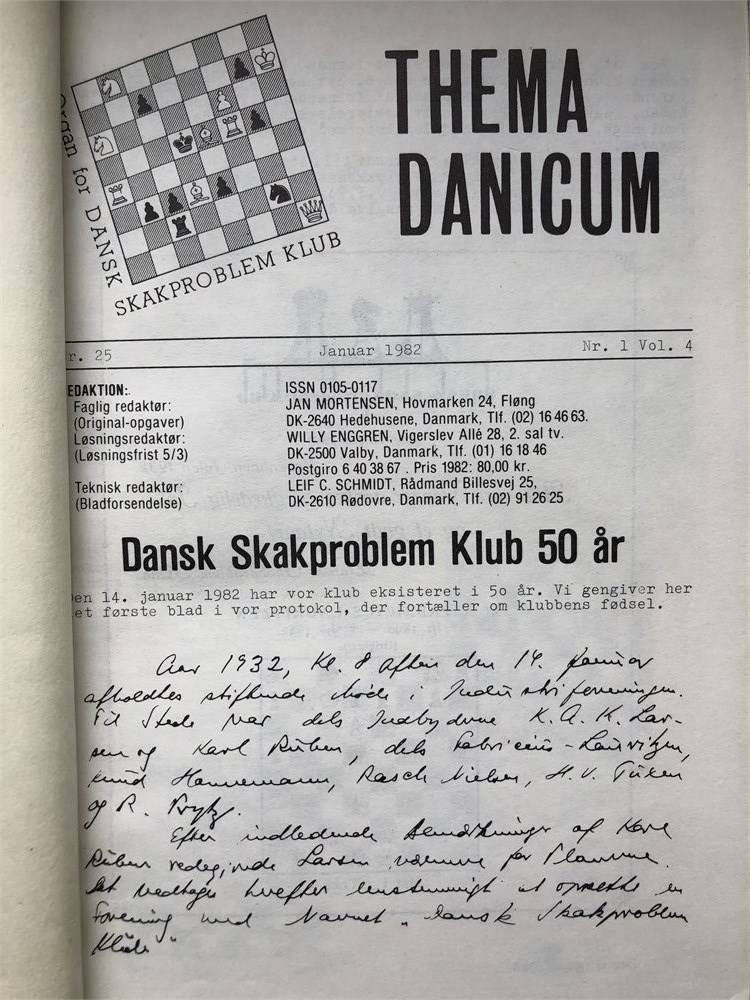 THEMA
DANICUM
Organ for DANSK
SKAKPROBLEM KLUB
r. 25 Januar 1982 Nr. 1 Vol. 4
EDAKTION: ISSN 0105-0117
Faglig redaktør: JAN MORTENSEN, Hovmarken 24, Fløng
(Original-opgaver) DK-2640 Hedehusene, Danmark, Tlf. (02) 16 46 63.
Løsningsredaktør: WILLY ENGGREN, Vigerslev Allé 28, 2. sal tv.
(Løsningsfrist 5/3) DK-2500 Valby, Danmark, Tlf. (01) 16 18 46
Postgiro 6 40 38 67 . Pris 1982: 80,00 kr.
Teknisk redaktør: LEIF C. SCHMIDT, Rådmand Billesvej 25,
(Bladforsendelse) DK-2610 Rødovre, Danmark, Tlf. (02) 91 26 25
Dansk Skakproblem Klub 50 år
en 14. januar 1982 har vor klub eksisteret i 5o år. Vi gengiver her
et første blad i vor protokol, der fortæller om klubbens fødsel.
Aar 1932, Kl. 8 aften den 14. Januar
afholdtes stiftende Møde i Industriforeningen.
Til Stede var dels Indbyderne K.A.K. Lar-
sen og Karl Ruben, dels Fabricius-Lauritzen,
Knud Hannemann, Rasch Nielsen, H.V. Tuxen
og R. Prytz.
Efter indledende Bemærkninger af Karl
Ruben redegjorde Larsen nærmere for Planerne.
Det vedtoges herefter enstemmigt at oprette en
Forening med Navnet "Dansk Skakproblem
Klub"